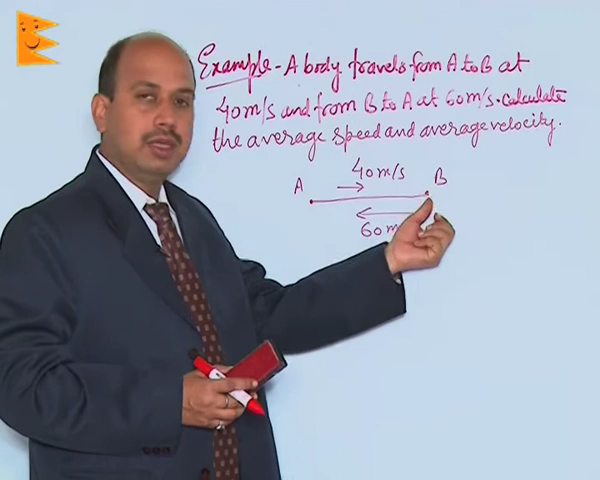 Example - A body travels from A to B at
40m/s and from B to A at 60m/s. calculate
the average speed and average velocity.
40m/s
A B
60m